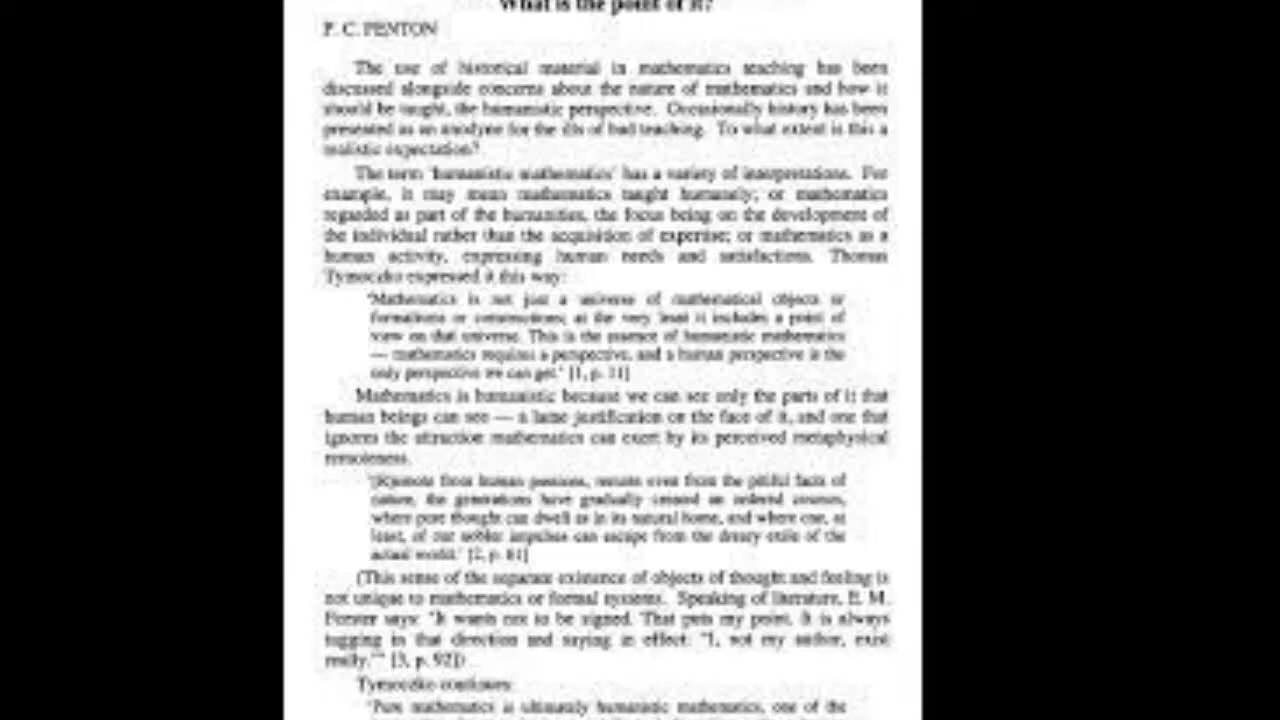 What is the point of it?
P. C. FENTON
The use of historical material in mathematics teaching has been
discussed alongside concerns about the nature of mathematics and how it
should be taught, the humanistic perspective. Occasionally history has been
presented as an anodyne for the ills of bad teaching. To what extent is this a
realistic expectation?
The term 'humanistic mathematics' has a variety of interpretations. For
example, it may mean mathematics taught humanely; or mathematics
regarded as part of the humanities, the focus being on the development of
the individual rather than the acquisition of expertise; or mathematics as a
human activity, expressing human needs and satisfactions. Thomas
Tymoczko expressed it this way:
'Mathematics is not just a universe of mathematical objects or
formalisms or constructions; at the very least it includes a point of
view on that universe. This is the essence of humanistic mathematics
— mathematics requires a perspective, and a human perspective is the
only perspective we can get.' [1, p. 11]
Mathematics is humanistic because we can see only the parts of it that
human beings can see — a lame justification on the face of it, and one that
ignores the attraction mathematics can exert by its perceived metaphysical
remoteness.
'[R]emote from human passions, remote even from the pitiful facts of
nature, the generations have gradually created an ordered cosmos,
where pure thought can dwell as in its natural home, and where one, at
least, of our nobler impulses can escape from the dreary exile of the
actual world.' [2, p. 61]
(This sense of the separate existence of objects of thought and feeling is
not unique to mathematics or formal systems. Speaking of literature, E. M.
Forster says: "It wants not to be signed. That puts my point. It is always
tugging in that direction and saying in effect: "I, not my author, exist
really."" [3, p. 92])
Tymoczko continues:
'Pure mathematics is ultimately humanistic mathematics, one of the